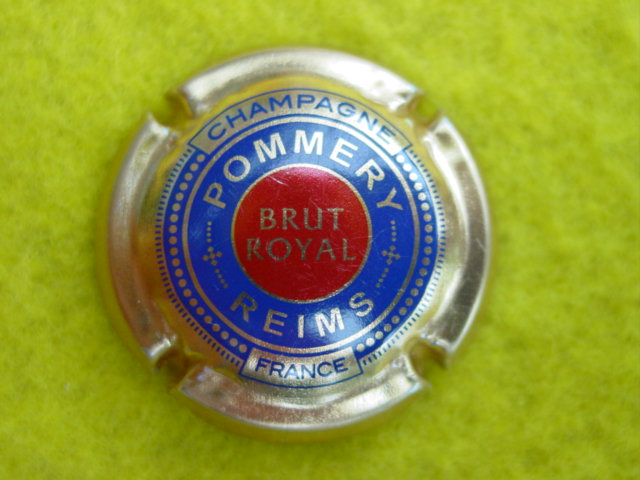 CHAMPAGNE
POMMERY
BRUT
ROYAL
REIMS
FRANCE